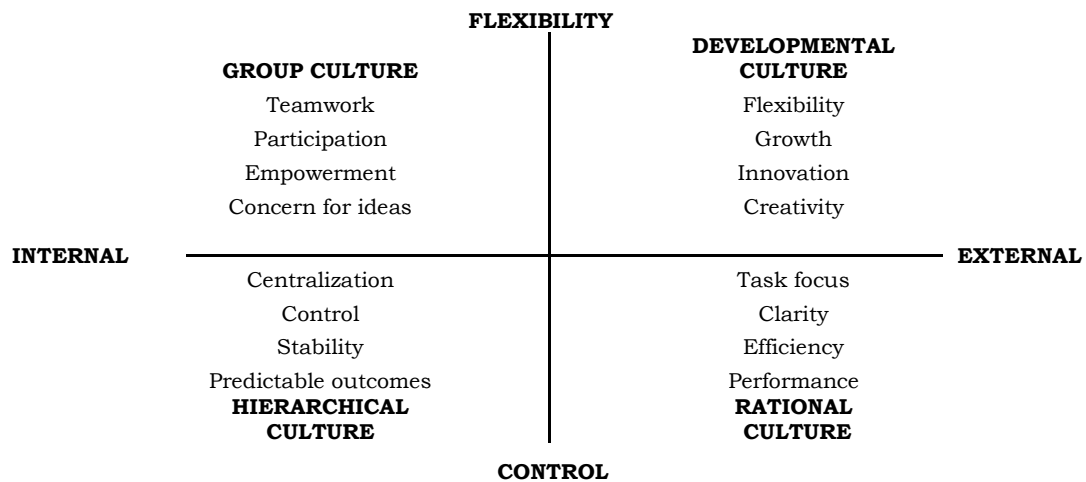 FLEXIBILITY
GROUP CULTURE
Teamwork
Participation
Empowerment
Concern for ideas
DEVELOPMENTAL
CULTURE
Flexibility
Growth
Innovation
Creativity
INTERNAL
EXTERNAL
Centralization
Control
Stability
Predictable outcomes
HIERARCHICAL
CULTURE
Task focus
Clarity
Efficiency
Performance
RATIONAL
CULTURE
CONTROL